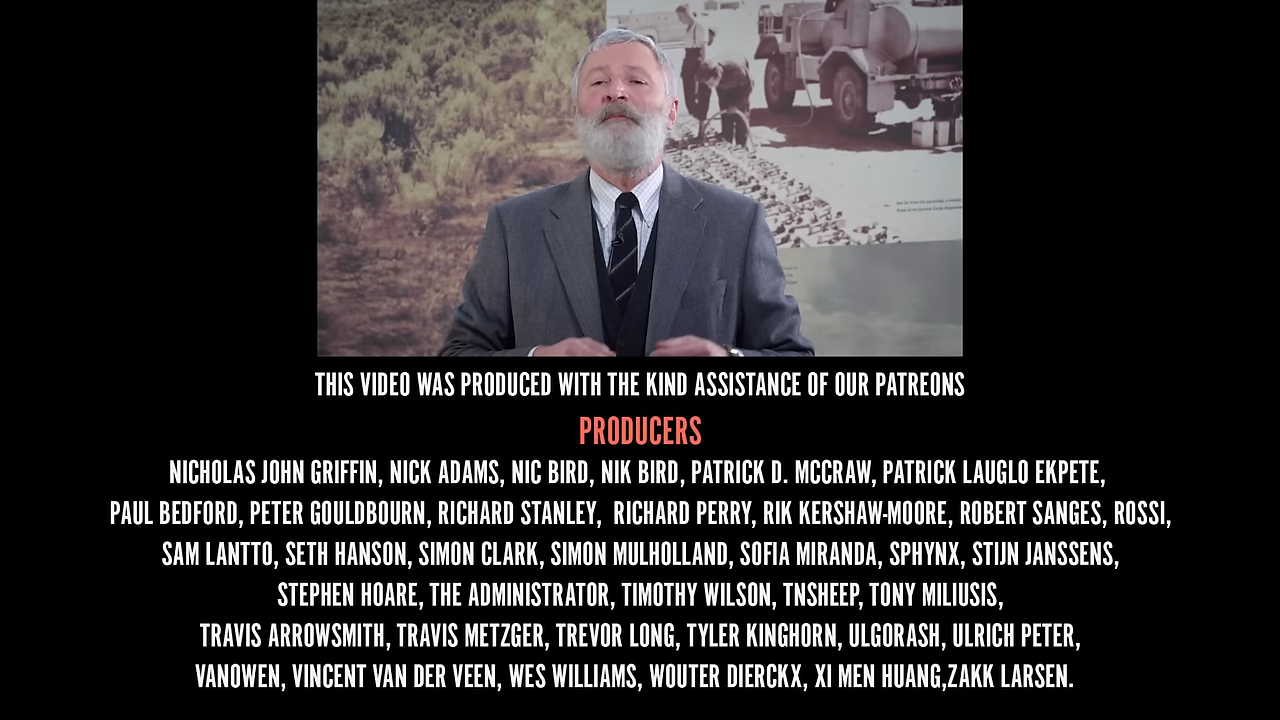 THIS VIDEO WAS PRODUCED WITH THE KIND ASSISTANCE OF OUR PATREONS
PRODUCERS
NICHOLAS JOHN GRIFFIN, NICK ADAMS, NIC BIRD, NIK BIRD, PATRICK D. MCCRAW, PATRICK LAUGLO EKPETE,
PAUL BEDFORD, PETER GOULDBOURN, RICHARD STANLEY, RICHARD PERRY, RIK KERSHAW-MOORE, ROBERT SANGES, ROSSI,
SAM LANTTO, SETH HANSON, SIMON CLARK, SIMON MULHOLLAND, SOFIA MIRANDA, SPHYNX, STIJN JANSSENS,
STEPHEN HOARE, THE ADMINISTRATOR, TIMOTHY WILSON, TNSHEEP, TONY MILIUSIS,
TRAVIS ARROWSMITH, TRAVIS METZGER, TREVOR LONG, TYLER KINGHORN, ULGORASH, ULRICH PETER,
VANOWEN, VINCENT VAN DER VEEN, WES WILLIAMS, WOUTER DIERCKX, XI MEN HUANG,ZAKK LARSEN.